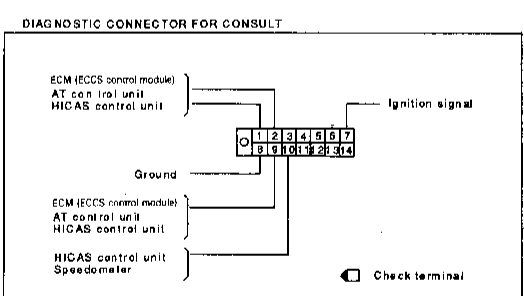 DIAGNOSTIC CONNECTOR FOR CONSULT
ECM (ECCS control module)
AT con trol unit
HICAS control unit
Ignition signal
1 2 3 4 5 6 7
8 9 10 11 12 13 14
Ground
ECM (ECCS control module)
AT control unit
HICAS control unit
HICAS control unit
Speedometer
Check terminal